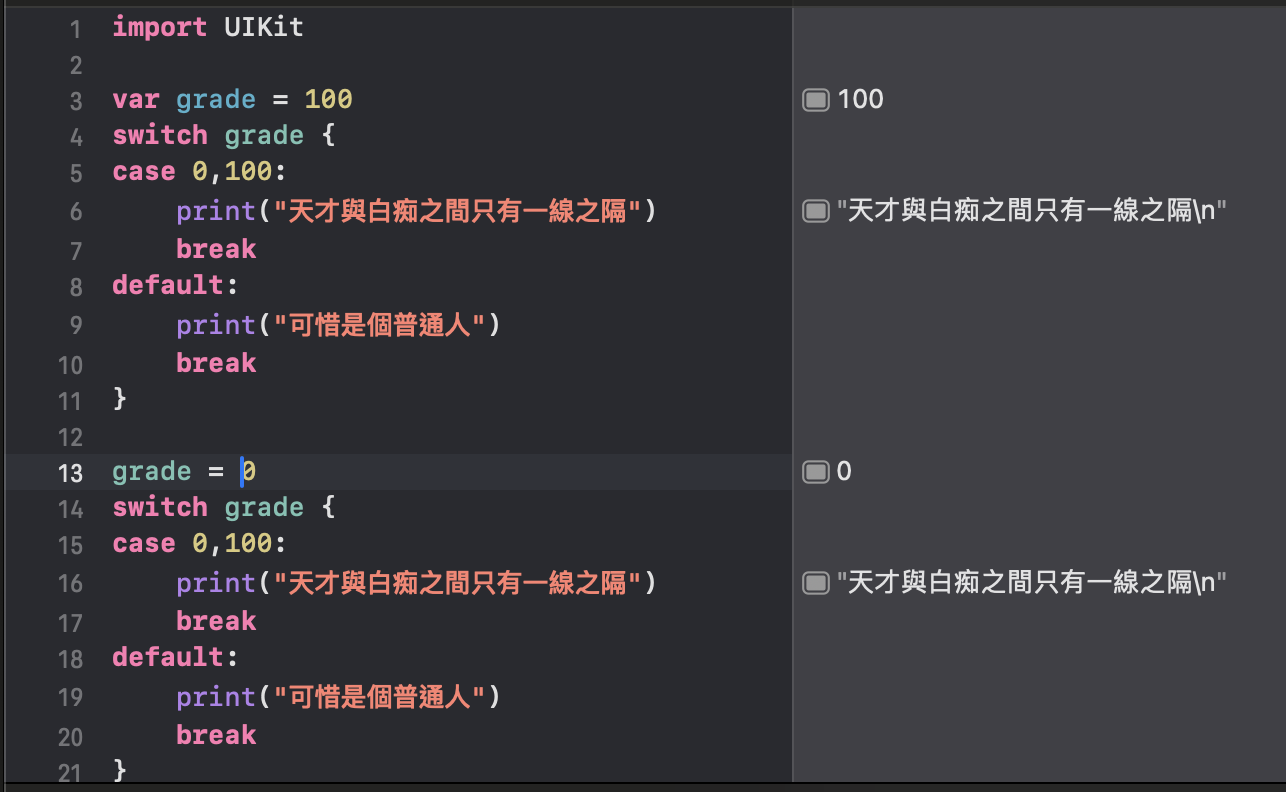 1 import UIKit
2
3 var grade = 100 100
4 switch grade {
5 case 0,100:
6 print("天才與白痴之間只有一線之隔") "天才與白痴之間只有一線之隔\n"
7 break
8 default:
9 print("可惜是個普通人")
10 break
11 }
12
13 grade = 0 0
14 switch grade {
15 case 0,100:
16 print("天才與白痴之間只有一線之隔") "天才與白痴之間只有一線之隔\n"
17 break
18 default:
19 print("可惜是個普通人")
20 break
21 }